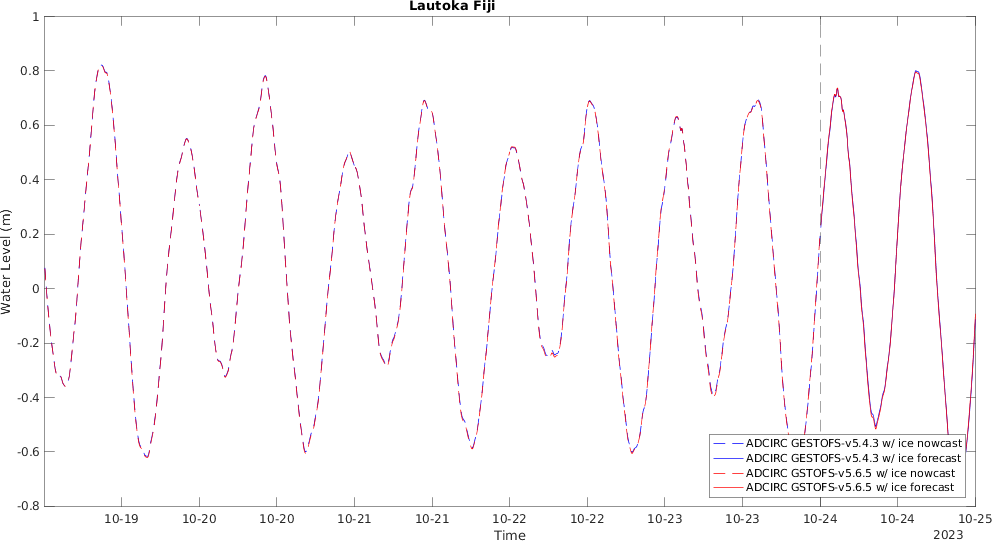 Lautoka Fiji
1
0.8
0.6
0.4
0.2
0
-0.2
-0.4
-0.6
-0.8
Water Level (m)
ADCIRC GESTOFS-v5.4.3 w/ ice nowcast
ADCIRC GESTOFS-v5.4.3 w/ ice forecast
ADCIRC GSTOFS-v5.6.5 w/ ice nowcast
ADCIRC GSTOFS-v5.6.5 w/ ice forecast
10-19 10-20 10-20 10-21 10-21 10-22 10-22 10-23 10-23 10-24 10-24 10-25
Time
2023